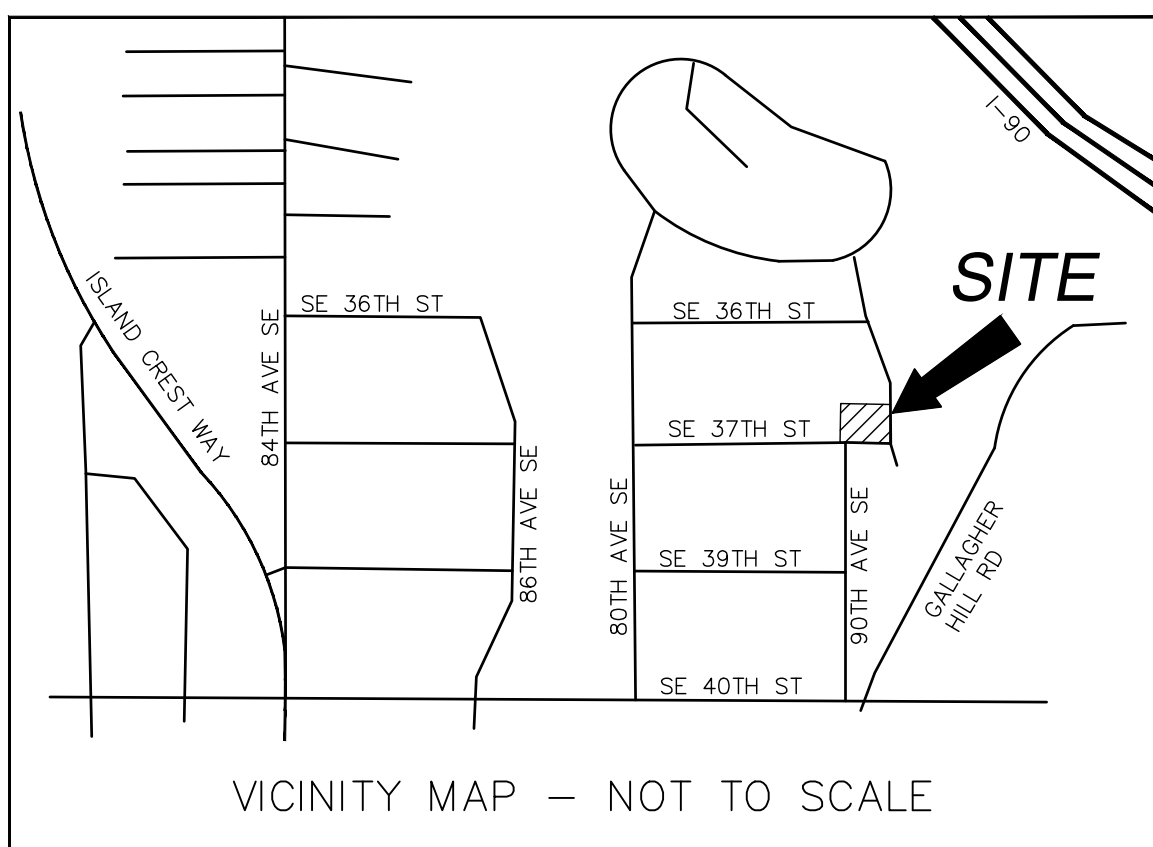 I-90
SITE
ISLAND CREST WAY
84TH AVE SE
SE 36TH ST
SE 36TH ST
SE 37TH ST
86TH AVE SE
80TH AVE SE
SE 39TH ST
90TH AVE SE
GALLAGHER
HILL RD
SE 40TH ST
VICINITY MAP – NOT TO SCALE